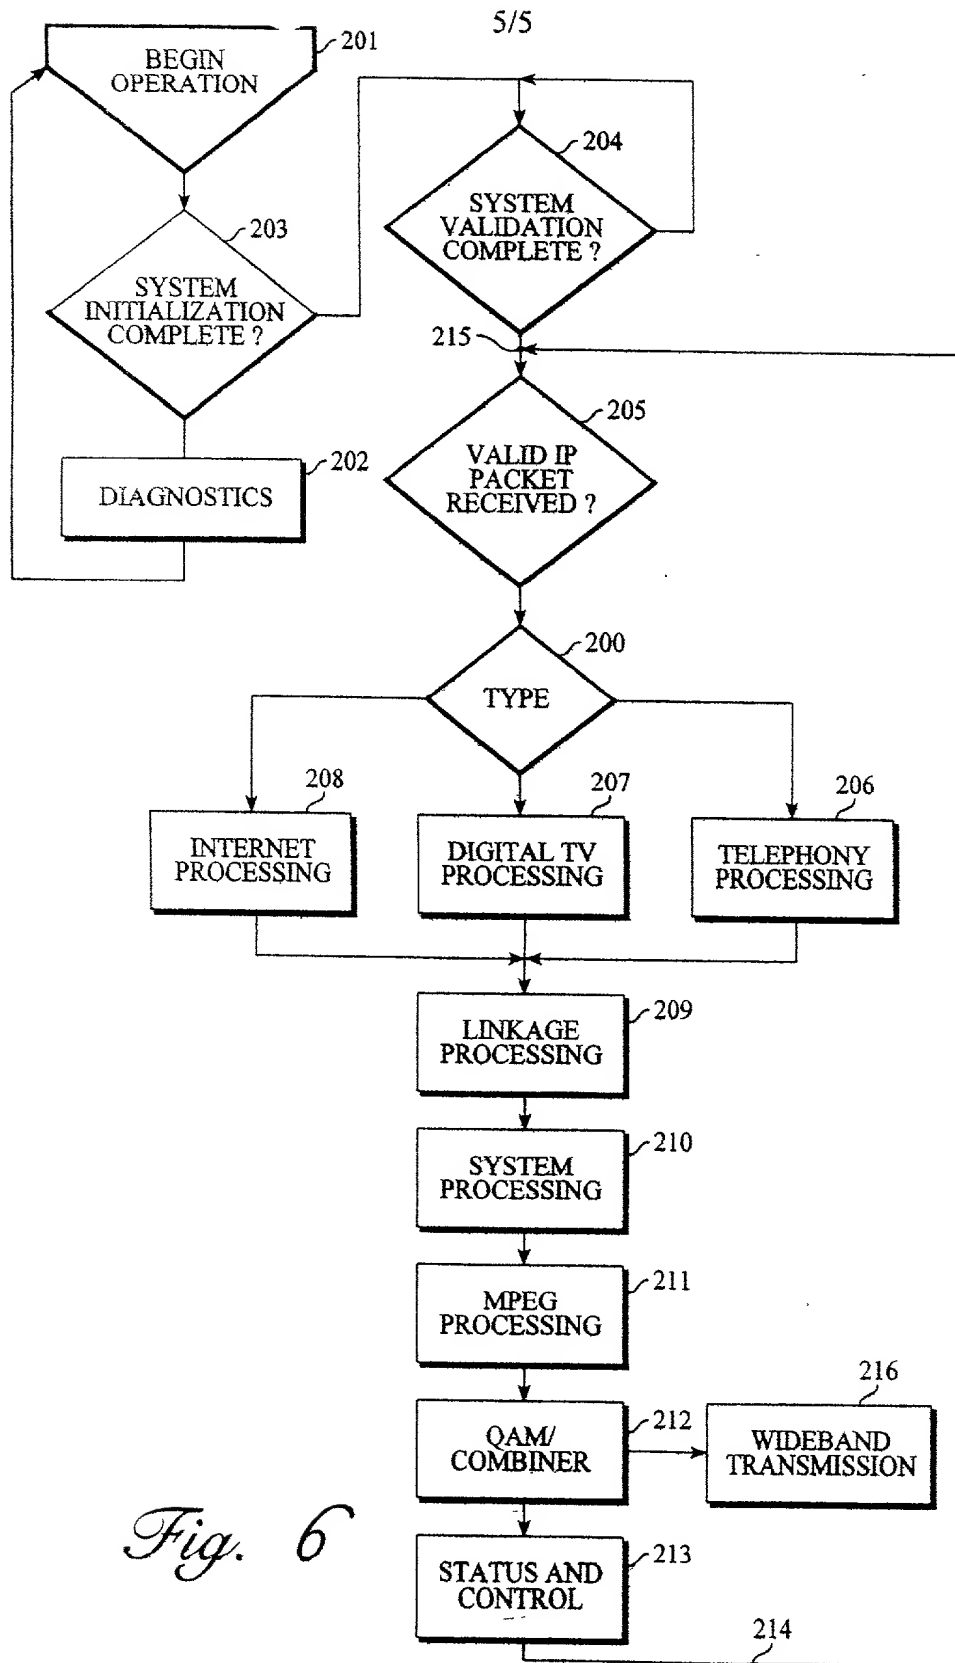 5/5
201
BEGIN
OPERATION
204
SYSTEM
VALIDATION
COMPLETE ?
203
SYSTEM
INITIALIZATION
COMPLETE ?
215
205
VALID IP
PACKET
RECEIVED ?
202
DIAGNOSTICS
200
TYPE
208
INTERNET
PROCESSING
207
DIGITAL TV
PROCESSING
206
TELEPHONY
PROCESSING
209
LINKAGE
PROCESSING
210
SYSTEM
PROCESSING
211
MPEG
PROCESSING
212
QAM/
COMBINER
216
WIDEBAND
TRANSMISSION
Fig. 6
213
STATUS AND
CONTROL
214